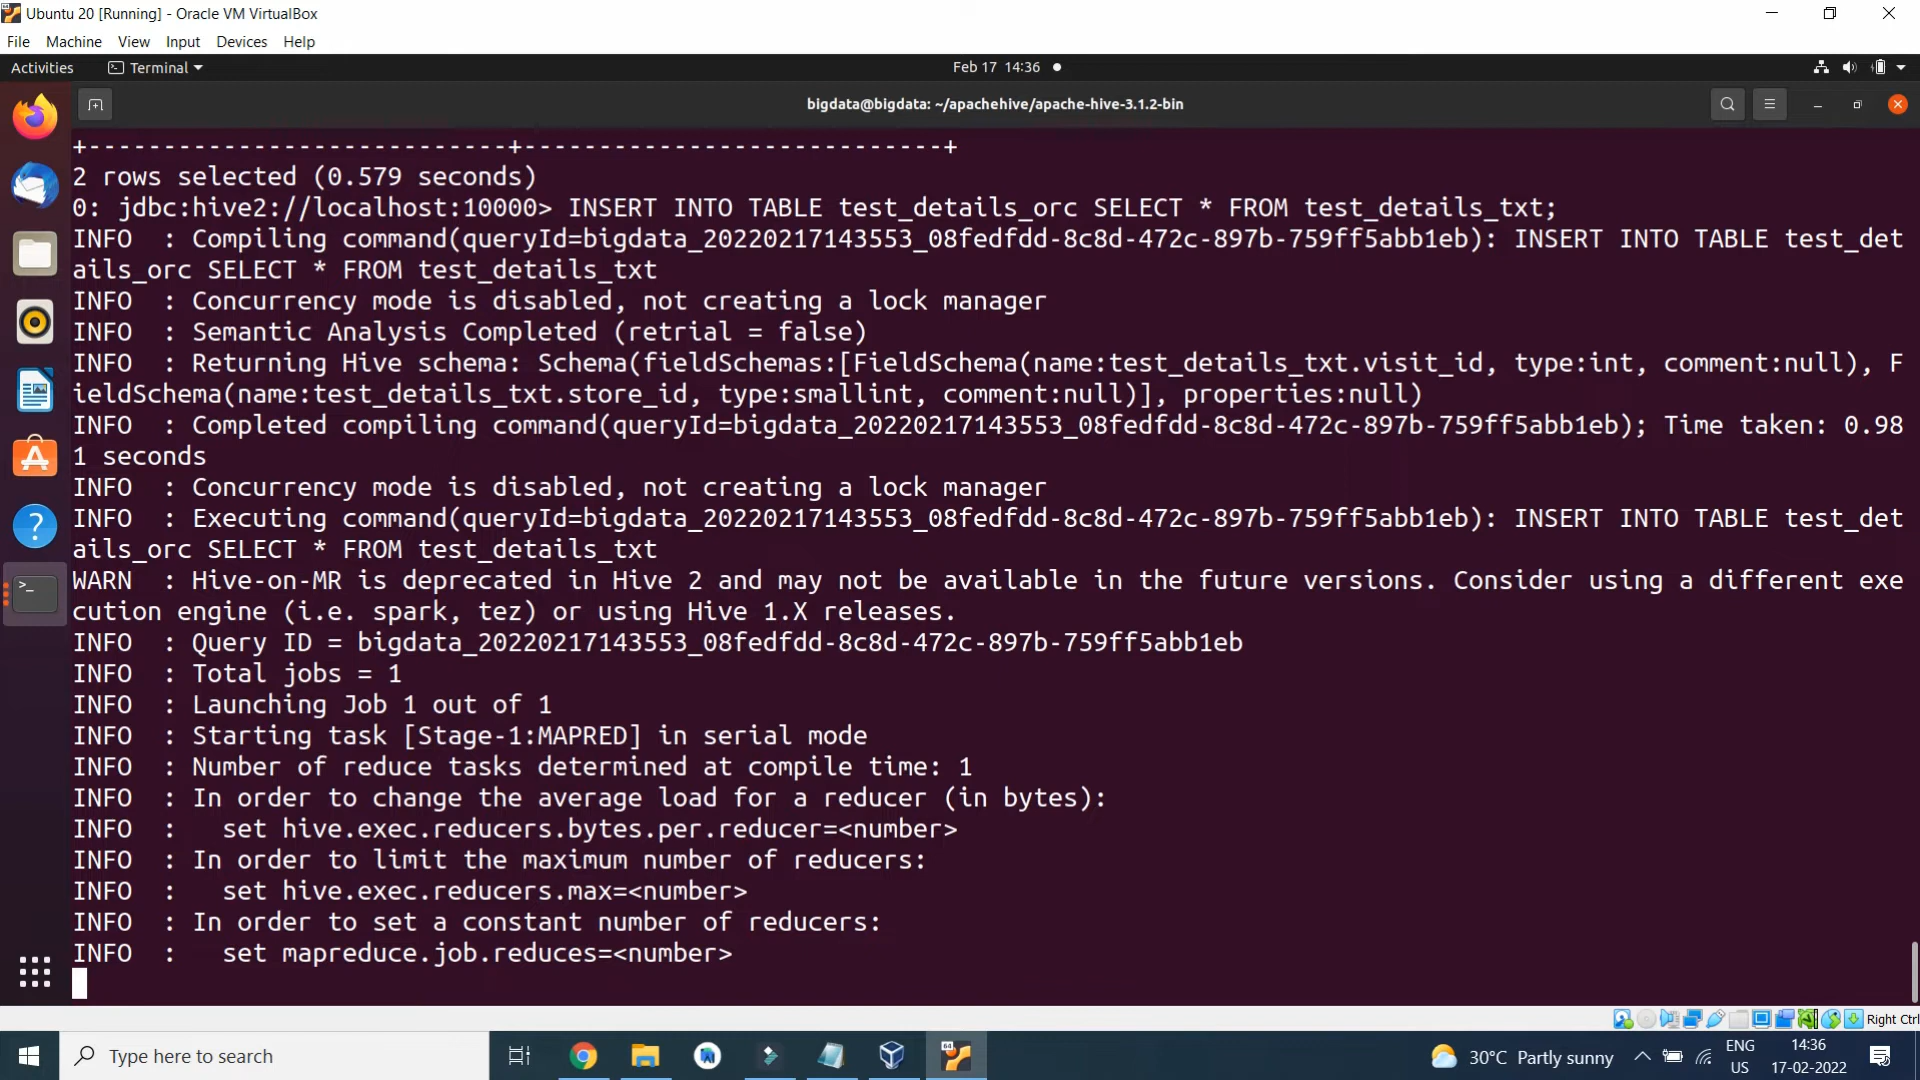 Ubuntu 20 [Running] - Oracle VM VirtualBox
File Machine View Input Devices Help
Activities Terminal Feb 17 14:36
bigdata@bigdata: ~/apachehive/apache-hive-3.1.2-bin
+----------------------------+----------------------------+
2 rows selected (0.579 seconds)
0: jdbc:hive2://localhost:10000> INSERT INTO TABLE test_details_orc SELECT * FROM test_details_txt;
INFO  : Compiling command(queryId=bigdata_20220217143553_08fedfdd-8c8d-472c-897b-759ff5abb1eb): INSERT INTO TABLE test_det
ails_orc SELECT * FROM test_details_txt
INFO  : Concurrency mode is disabled, not creating a lock manager
INFO  : Semantic Analysis Completed (retrial = false)
INFO  : Returning Hive schema: Schema(fieldSchemas:[FieldSchema(name:test_details_txt.visit_id, type:int, comment:null), F
ieldSchema(name:test_details_txt.store_id, type:smallint, comment:null)], properties:null)
INFO  : Completed compiling command(queryId=bigdata_20220217143553_08fedfdd-8c8d-472c-897b-759ff5abb1eb); Time taken: 0.98
1 seconds
INFO  : Concurrency mode is disabled, not creating a lock manager
INFO  : Executing command(queryId=bigdata_20220217143553_08fedfdd-8c8d-472c-897b-759ff5abb1eb): INSERT INTO TABLE test_det
ails_orc SELECT * FROM test_details_txt
WARN  : Hive-on-MR is deprecated in Hive 2 and may not be available in the future versions. Consider using a different exe
cution engine (i.e. spark, tez) or using Hive 1.X releases.
INFO  : Query ID = bigdata_20220217143553_08fedfdd-8c8d-472c-897b-759ff5abb1eb
INFO  : Total jobs = 1
INFO  : Launching Job 1 out of 1
INFO  : Starting task [Stage-1:MAPRED] in serial mode
INFO  : Number of reduce tasks determined at compile time: 1
INFO  : In order to change the average load for a reducer (in bytes):
INFO  :   set hive.exec.reducers.bytes.per.reducer=<number>
INFO  : In order to limit the maximum number of reducers:
INFO  :   set hive.exec.reducers.max=<number>
INFO  : In order to set a constant number of reducers:
INFO  :   set mapreduce.job.reduces=<number>
Right Ctrl
Type here to search
30°C Partly sunny
ENG
US
14:36
17-02-2022